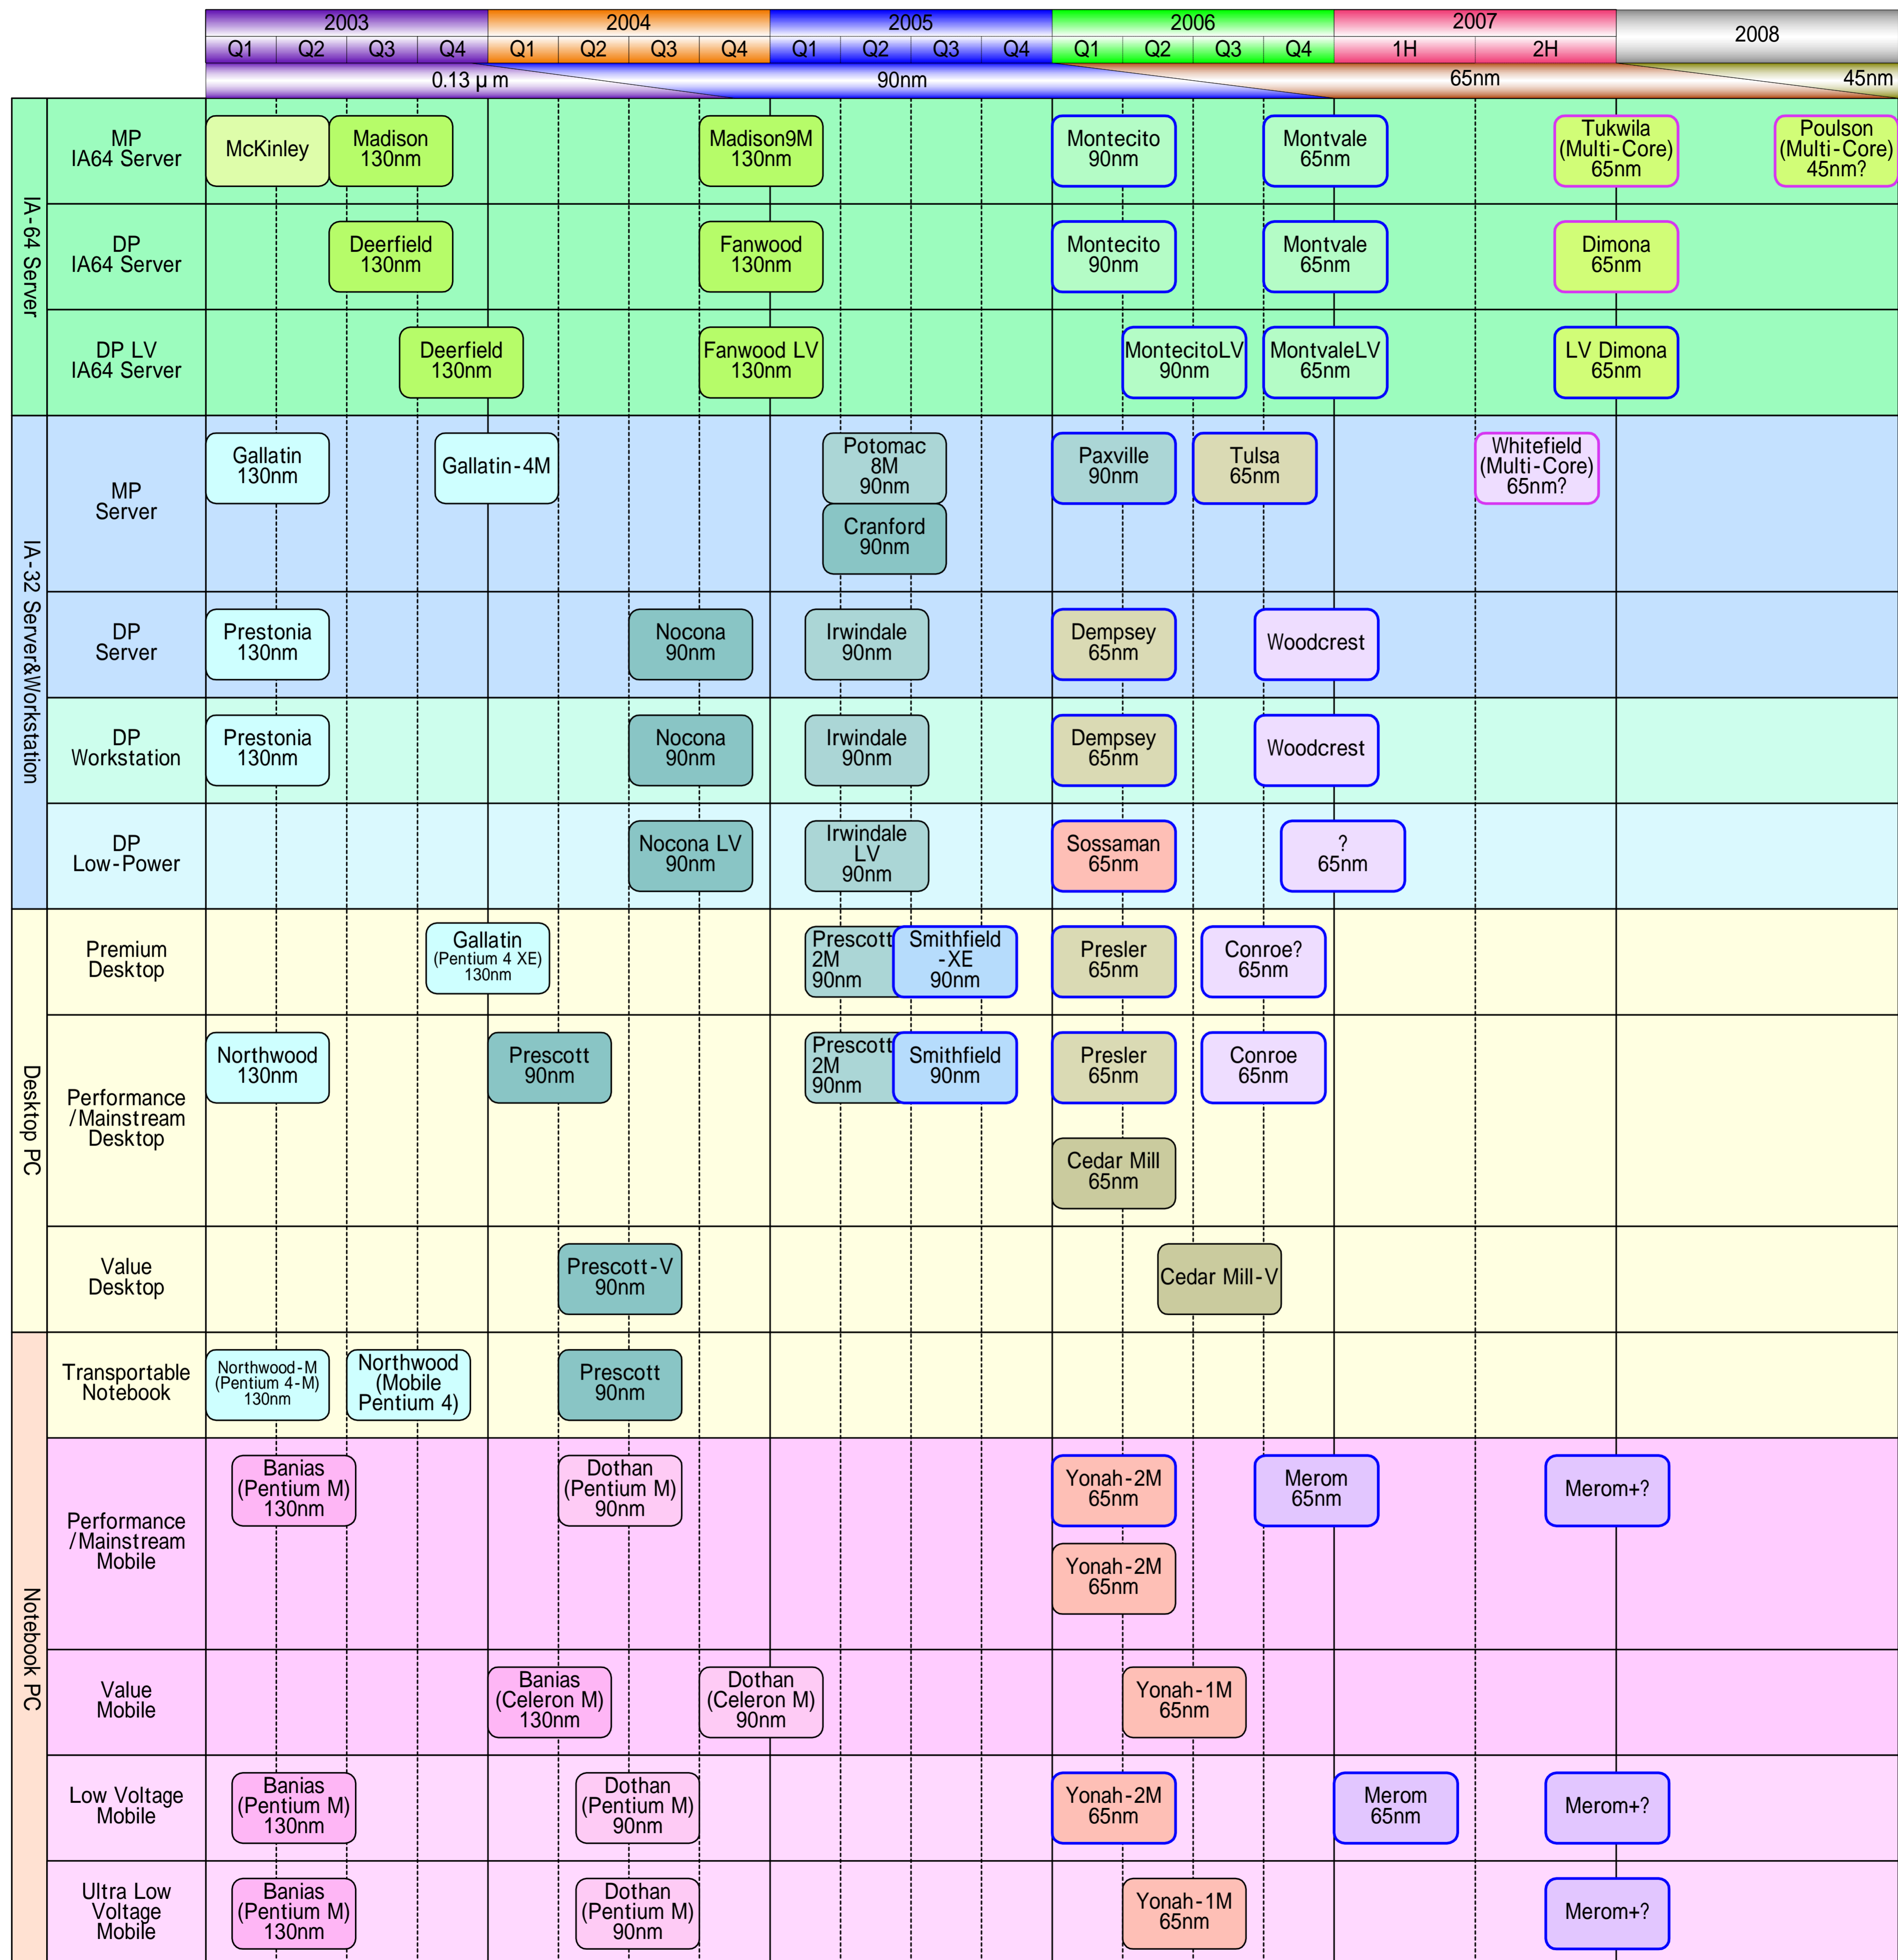 2003
2004
2005
2006
2007
2008
Q1
Q2
Q3
Q4
Q1
Q2
Q3
Q4
Q1
Q2
Q3
Q4
Q1
Q2
Q3
Q4
1H
2H
0.13 μm
90nm
65nm
45nm
IA-64 Server
MP
IA64 Server
McKinley
Madison
130nm
Madison9M
130nm
Montecito
90nm
Montvale
65nm
Tukwila
(Multi-Core)
65nm
Poulson
(Multi-Core)
45nm?
DP
IA64 Server
Deerfield
130nm
Fanwood
130nm
Montecito
90nm
Montvale
65nm
Dimona
65nm
DP LV
IA64 Server
Deerfield
130nm
Fanwood LV
130nm
MontecitoLV
90nm
MontvaleLV
65nm
LV Dimona
65nm
IA-32 Server&Workstation
MP
Server
Gallatin
130nm
Gallatin-4M
Potomac
8M
90nm
Cranford
90nm
Paxville
90nm
Tulsa
65nm
Whitefield
(Multi-Core)
65nm?
DP
Server
Prestonia
130nm
Nocona
90nm
Irwindale
90nm
Dempsey
65nm
Woodcrest
DP
Workstation
Prestonia
130nm
Nocona
90nm
Irwindale
90nm
Dempsey
65nm
Woodcrest
DP
Low-Power
Nocona LV
90nm
Irwindale
LV
90nm
Sossaman
65nm
?
65nm
Desktop PC
Premium
Desktop
Gallatin
(Pentium 4 XE)
130nm
Prescott
2M
90nm
Smithfield
-XE
90nm
Presler
65nm
Conroe?
65nm
Performance
/Mainstream
Desktop
Northwood
130nm
Prescott
90nm
Prescott
2M
90nm
Smithfield
90nm
Presler
65nm
Conroe
65nm
Cedar Mill
65nm
Value
Desktop
Prescott-V
90nm
Cedar Mill-V
Notebook PC
Transportable
Notebook
Northwood-M
(Pentium 4-M)
130nm
Northwood
(Mobile
Pentium 4)
Prescott
90nm
Performance
/Mainstream
Mobile
Banias
(Pentium M)
130nm
Dothan
(Pentium M)
90nm
Yonah-2M
65nm
Merom
65nm
Merom+?
Yonah-2M
65nm
Value
Mobile
Banias
(Celeron M)
130nm
Dothan
(Celeron M)
90nm
Yonah-1M
65nm
Low Voltage
Mobile
Banias
(Pentium M)
130nm
Dothan
(Pentium M)
90nm
Yonah-2M
65nm
Merom
65nm
Merom+?
Ultra Low
Voltage
Mobile
Banias
(Pentium M)
130nm
Dothan
(Pentium M)
90nm
Yonah-1M
65nm
Merom+?